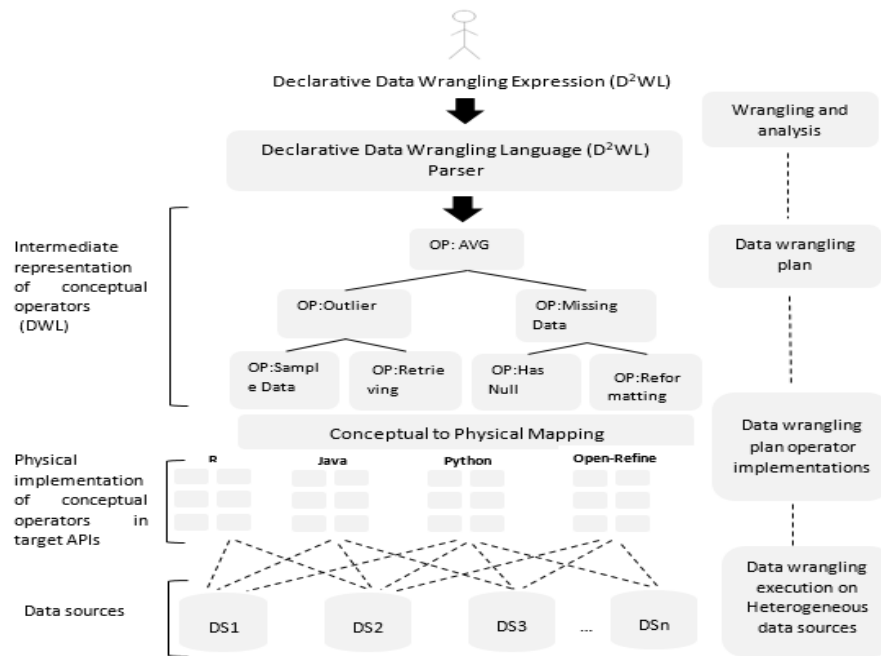 Declarative Data Wrangling Expression (D²WL)
Wrangling and
analysis
Declarative Data Wrangling Language (D²WL)
Parser
Intermediate
representation
of conceptual
operators
(DWL)
OP: AVG
Data wrangling
plan
OP:Outlier
OP:Missing
Data
OP:Sampl
e Data
OP:Retrie
ving
OP:Has
Null
OP:Refor
matting
Conceptual to Physical Mapping
Data wrangling
plan operator
implementations
Physical
implementation
of conceptual
operators in
target APIs
R
Java
Python
Open-Refine
Data sources
DS1
DS2
DS3
...
DSn
Data wrangling
execution on
Heterogeneous
data sources